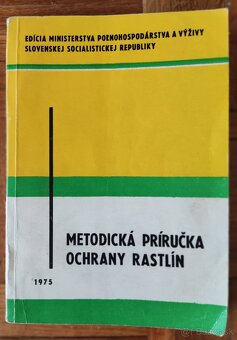 EDÍCIA MINISTERSTVA POĽNOHOSPODÁRSTVA A VÝŽIVY
SLOVENSKEJ SOCIALISTICKEJ REPUBLIKY
METODICKÁ PRÍRUČKA
OCHRANY RASTLÍN
1975